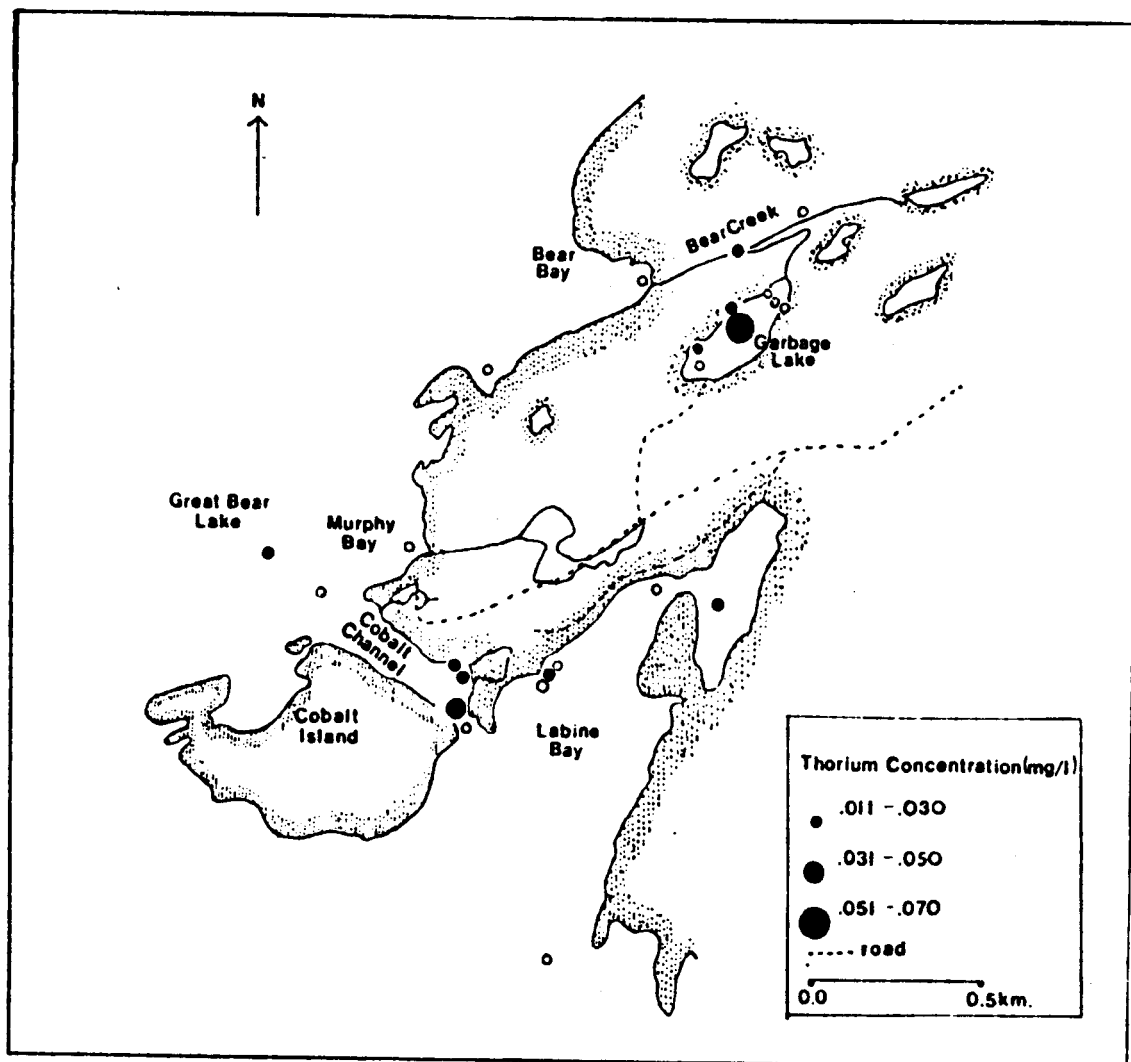 N
Bear Creek
Bear
Bay
Garbage
Lake
Great Bear
Lake
Murphy
Bay
Cobalt
Channel
Cobalt
Island
Labine
Bay
Thorium Concentration(mg/l)
.011 - .030
.031 - .050
.051 - .070
road
0.0 0.5km.